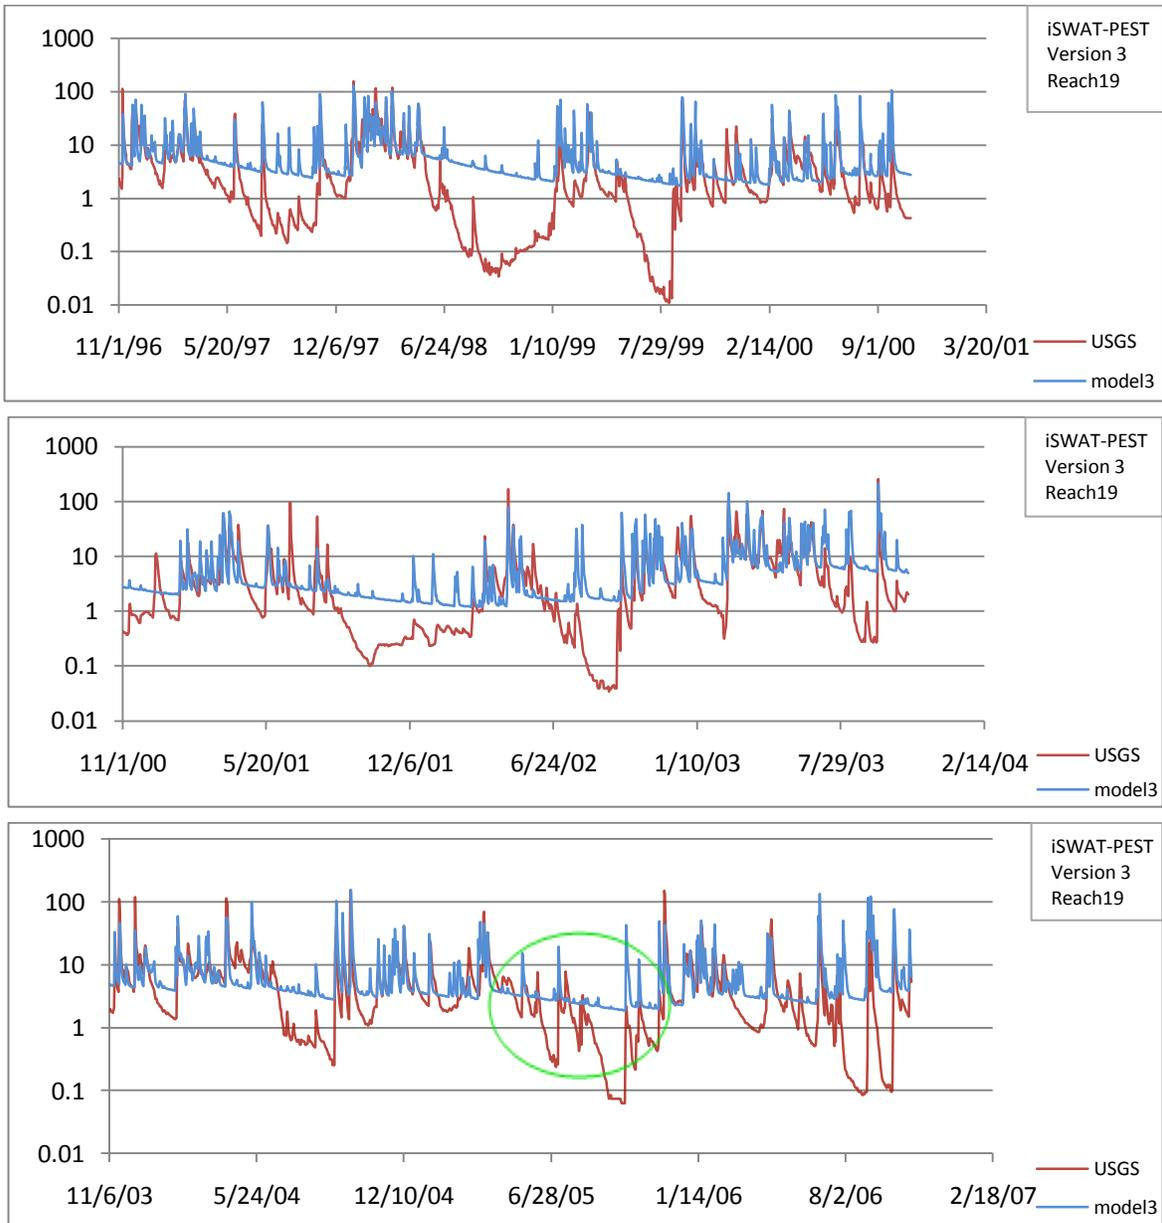 iSWAT-PEST
Version 3
Reach19
1000
100
10
1
0.1
0.01
11/1/96 5/20/97 12/6/97 6/24/98 1/10/99 7/29/99 2/14/00 9/1/00 3/20/01
USGS
model3
iSWAT-PEST
Version 3
Reach19
1000
100
10
1
0.1
0.01
11/1/00 5/20/01 12/6/01 6/24/02 1/10/03 7/29/03 2/14/04
USGS
model3
iSWAT-PEST
Version 3
Reach19
1000
100
10
1
0.1
0.01
11/6/03 5/24/04 12/10/04 6/28/05 1/14/06 8/2/06 2/18/07
USGS
model3